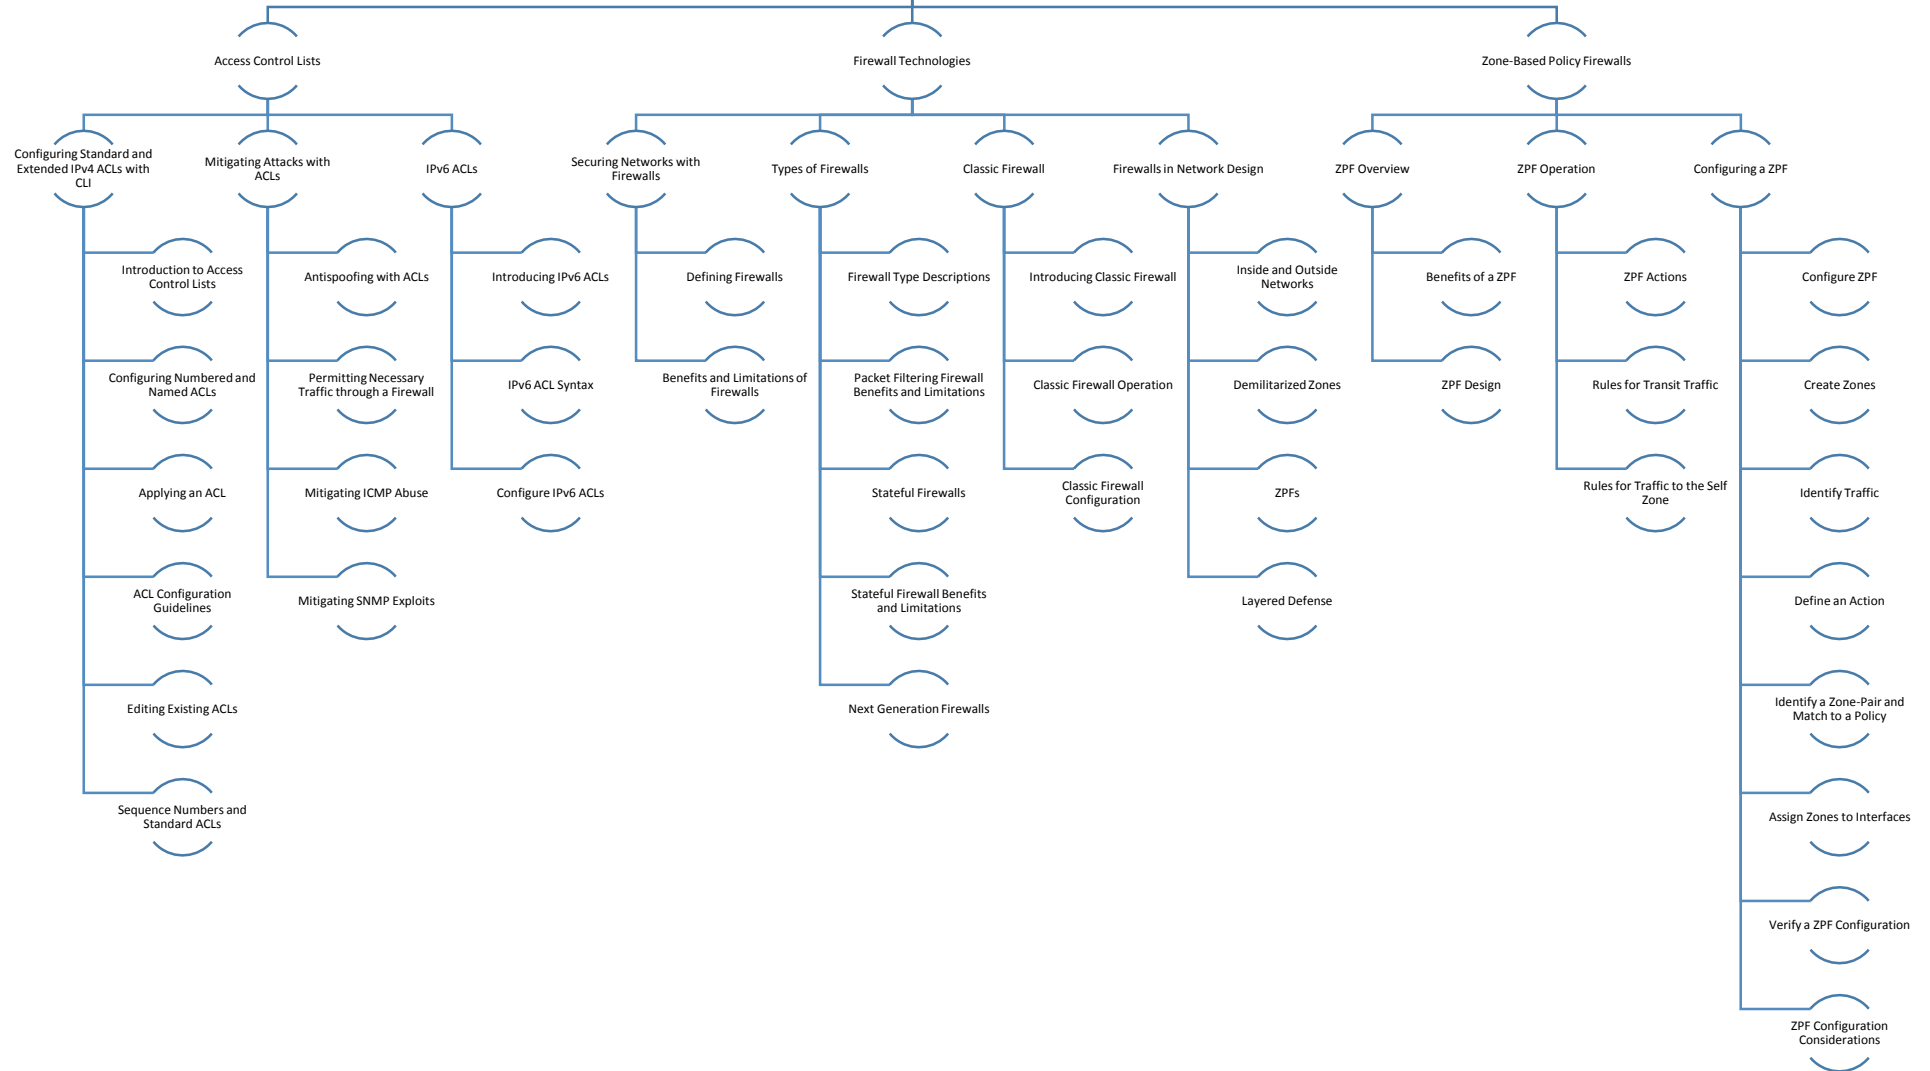 Access Control Lists
Configuring Standard and
Extended IPv4 ACLs with
CLI
Introduction to Access
Control Lists
Configuring Numbered and
Named ACLs
Applying an ACL
ACL Configuration
Guidelines
Editing Existing ACLs
Sequence Numbers and
Standard ACLs
Mitigating Attacks with
ACLs
Antispoofing with ACLs
Permitting Necessary
Traffic through a Firewall
Mitigating ICMP Abuse
Mitigating SNMP Exploits
IPv6 ACLs
Introducing IPv6 ACLs
IPv6 ACL Syntax
Configure IPv6 ACLs
Firewall Technologies
Securing Networks with
Firewalls
Defining Firewalls
Benefits and Limitations of
Firewalls
Types of Firewalls
Firewall Type Descriptions
Packet Filtering Firewall
Benefits and Limitations
Stateful Firewalls
Stateful Firewall Benefits
and Limitations
Next Generation Firewalls
Classic Firewall
Introducing Classic Firewall
Classic Firewall Operation
Classic Firewall
Configuration
Firewalls in Network Design
Inside and Outside
Networks
Demilitarized Zones
ZPFs
Layered Defense
Zone-Based Policy Firewalls
ZPF Overview
Benefits of a ZPF
ZPF Design
ZPF Operation
ZPF Actions
Rules for Transit Traffic
Rules for Traffic to the Self
Zone
Configuring a ZPF
Configure ZPF
Create Zones
Identify Traffic
Define an Action
Identify a Zone-Pair and
Match to a Policy
Assign Zones to Interfaces
Verify a ZPF Configuration
ZPF Configuration
Considerations